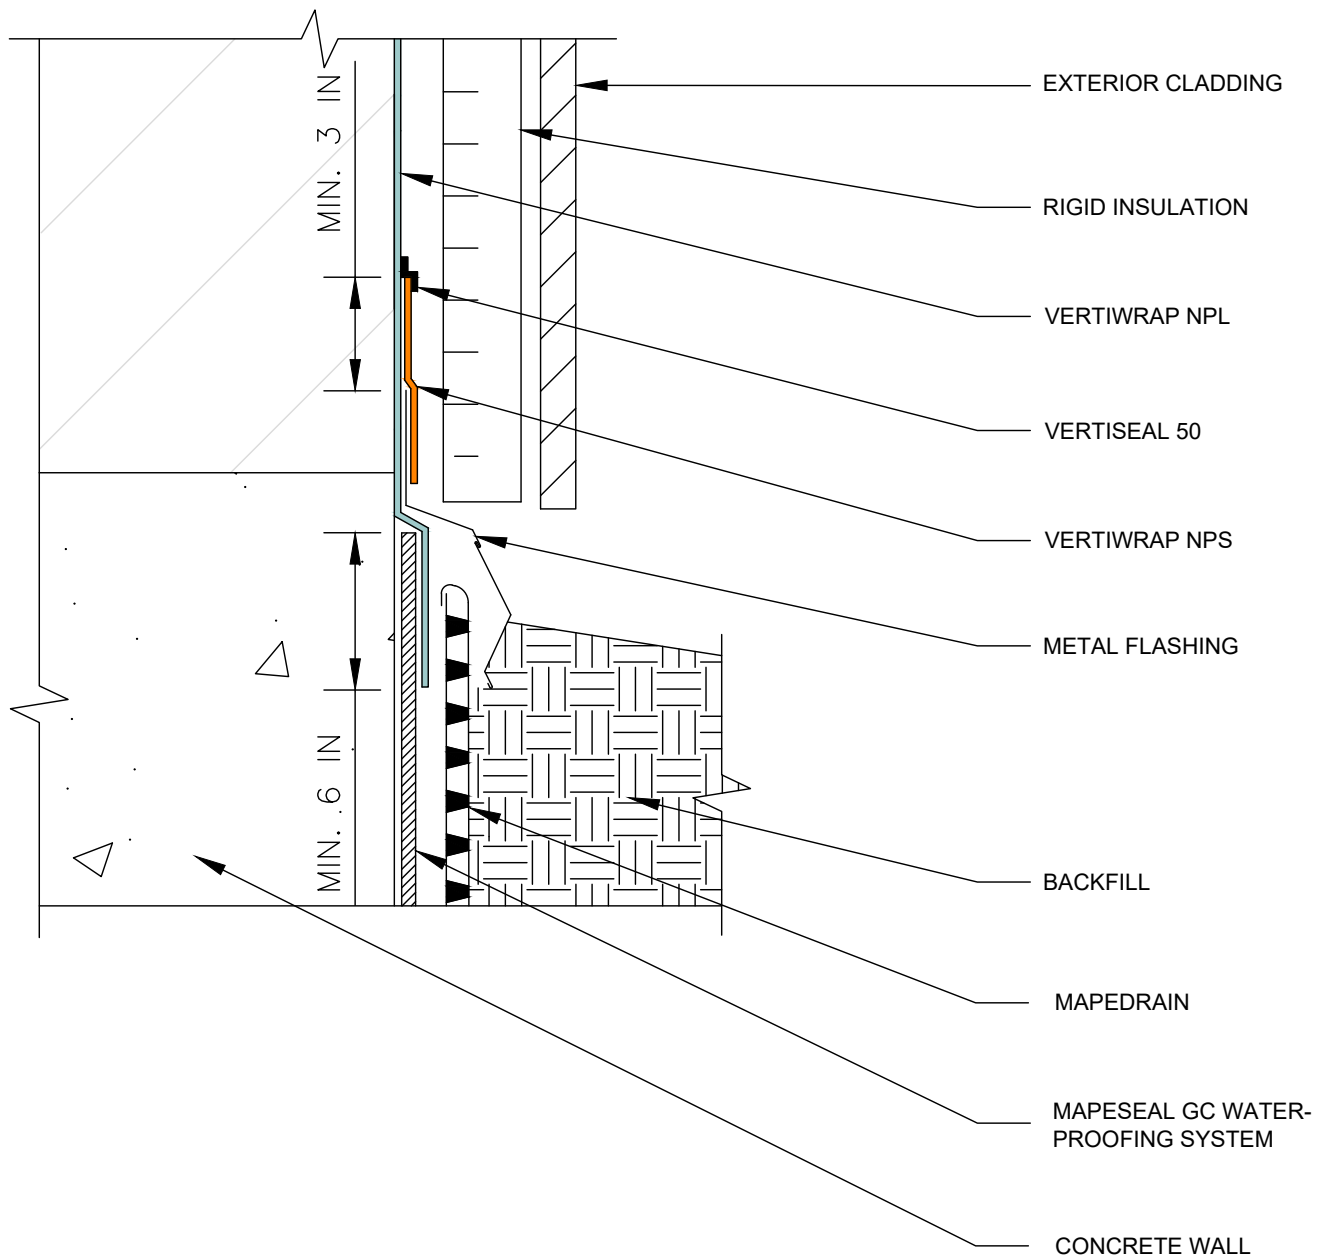 EXTERIOR CLADDING
MIN. 3 IN
RIGID INSULATION
VERTIWRAP NPL
VERTISEAL 50
VERTIWRAP NPS
METAL FLASHING
MIN. 6 IN
BACKFILL
MAPEDRAIN
MAPESEAL GC WATER-
PROOFING SYSTEM
CONCRETE WALL